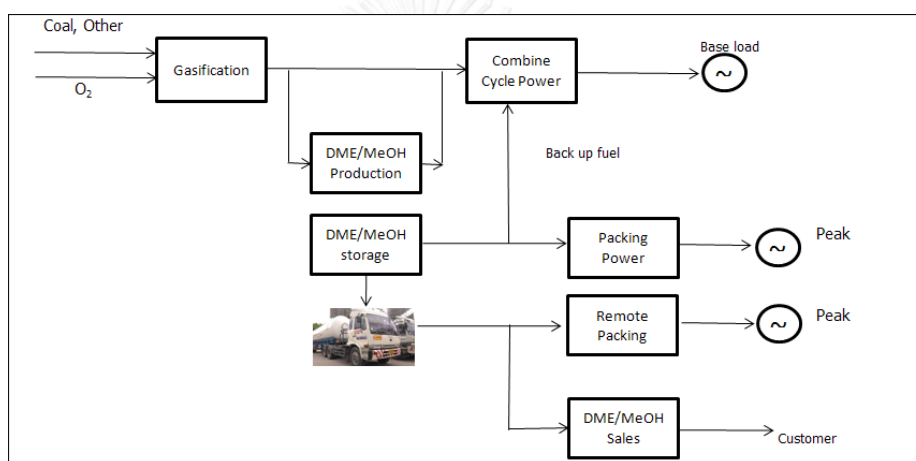 Coal, Other
O₂
Gasification
Combine
Cycle Power
Base load
~
DME/MeOH
Production
Back up fuel
DME/MeOH
storage
Packing
Power
~
Peak
Remote
Packing
~
Peak
DME/MeOH
Sales
Customer